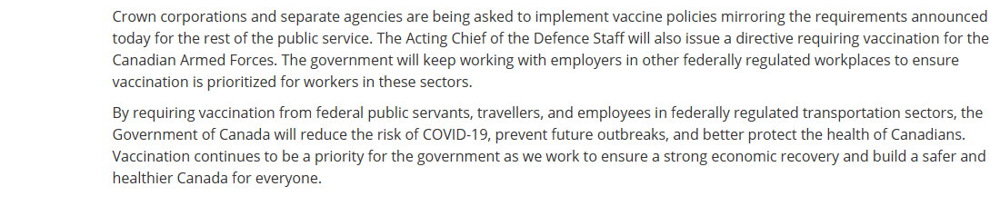 Crown corporations and separate agencies are being asked to implement vaccine policies mirroring the requirements announced
today for the rest of the public service. The Acting Chief of the Defence Staff will also issue a directive requiring vaccination for the
Canadian Armed Forces. The government will keep working with employers in other federally regulated workplaces to ensure
vaccination is prioritized for workers in these sectors.
By requiring vaccination from federal public servants, travellers, and employees in federally regulated transportation sectors, the
Government of Canada will reduce the risk of COVID-19, prevent future outbreaks, and better protect the health of Canadians.
Vaccination continues to be a priority for the government as we work to ensure a strong economic recovery and build a safer and
healthier Canada for everyone.